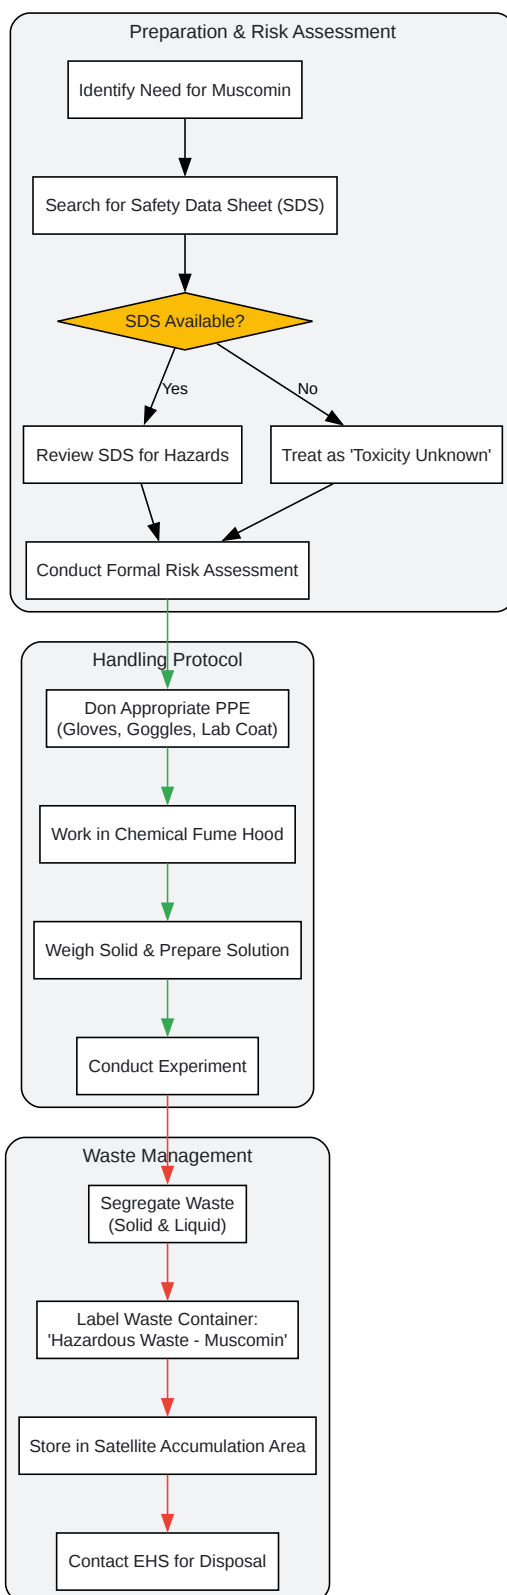 Preparation & Risk Assessment
Identify Need for Muscomin
Search for Safety Data Sheet (SDS)
SDS Available?
Yes
No
Review SDS for Hazards
Treat as 'Toxicity Unknown'
Conduct Formal Risk Assessment
Handling Protocol
Don Appropriate PPE
(Gloves, Goggles, Lab Coat)
Work in Chemical Fume Hood
Weigh Solid & Prepare Solution
Conduct Experiment
Waste Management
Segregate Waste
(Solid & Liquid)
Label Waste Container:
'Hazardous Waste - Muscomin'
Store in Satellite Accumulation Area
Contact EHS for Disposal